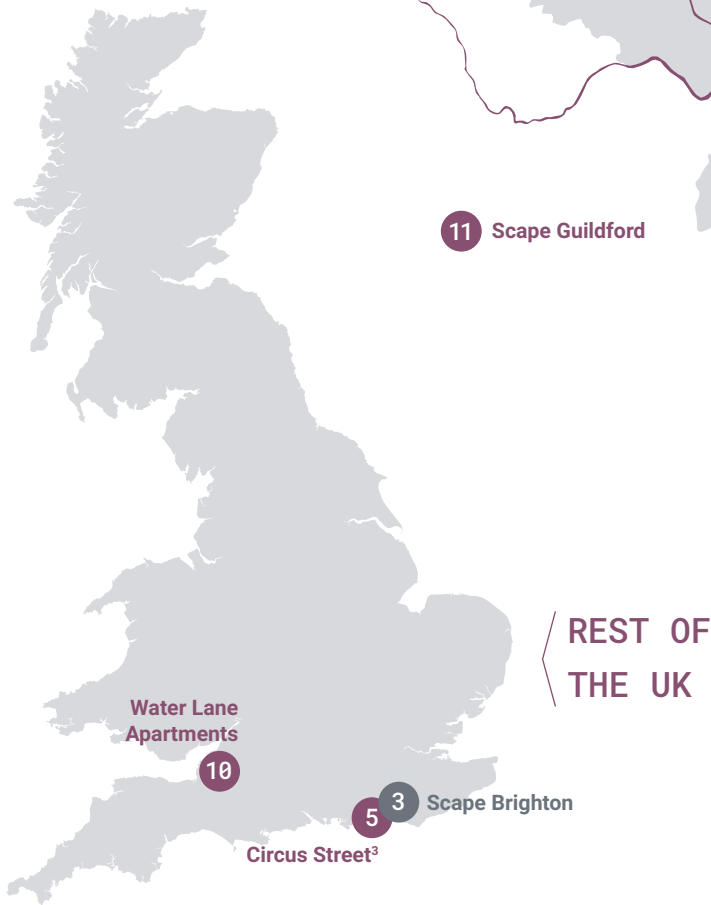 11 Scape Guildford
REST OF
THE UK
Water Lane
Apartments
10
3 Scape Brighton
5
Circus Street³